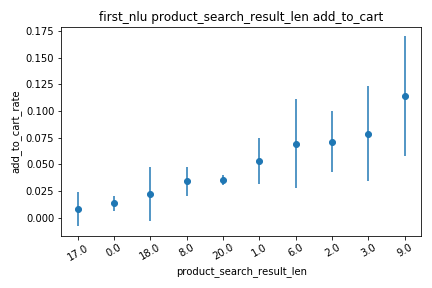 first_nlu product_search_result_len add_to_cart
add_to_cart_rate
0.175
0.150
0.125
0.100
0.075
0.050
0.025
0.000
17.0 0.0 18.0 8.0 20.0 1.0 6.0 2.0 3.0 9.0
product_search_result_len